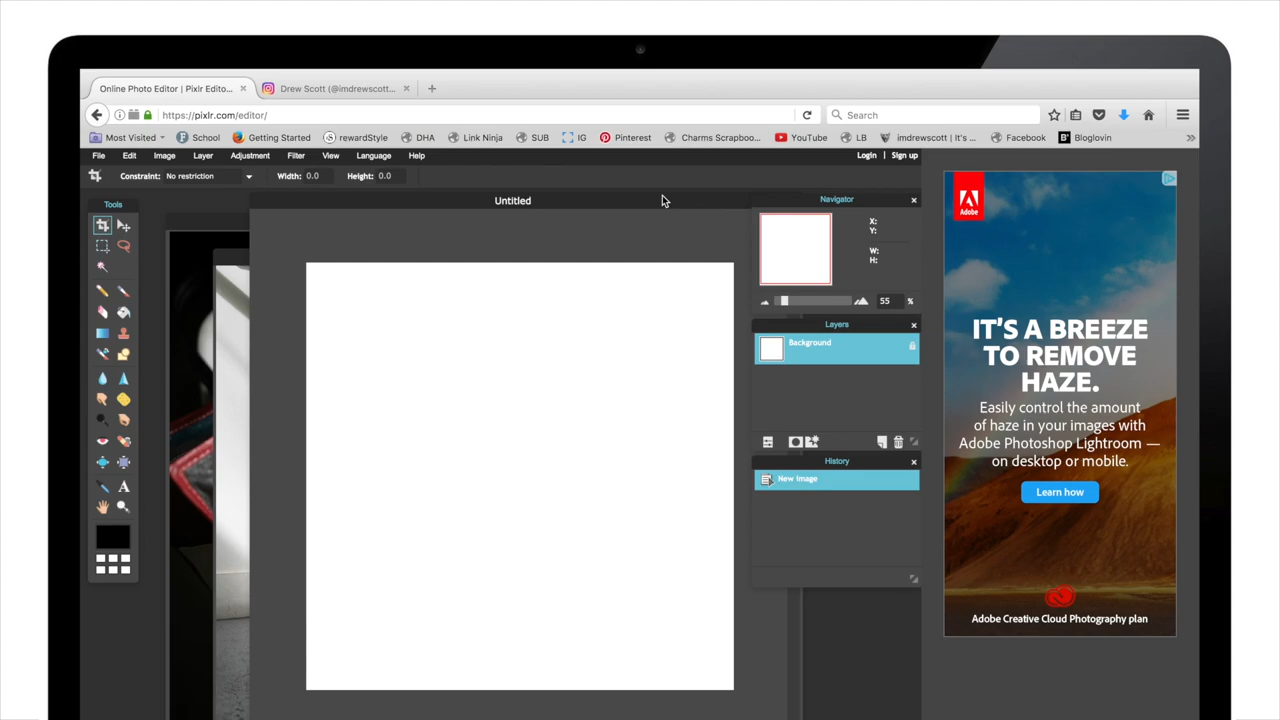 Online Photo Editor | Pixlr Edito...
Drew Scott (@imdrewscott...
https://pixlr.com/editor/
Search
Most Visited
School
Getting Started
rewardStyle
DHA
Link Ninja
SUB
IG
Pinterest
Charms Scrapboo...
YouTube
LB
imdrewscott | It's ...
Facebook
Bloglovin
File Edit Image Layer Adjustment Filter View Language Help
Login | Sign up
Constraint: No restriction Width: 0.0 Height: 0.0
Tools
Untitled
Navigator
X:
Y:
W:
H:
55 %
Layers
Background
History
New Image
Adobe
IT'S A BREEZE
TO REMOVE
HAZE.
Easily control the amount
of haze in your images with
Adobe Photoshop Lightroom —
on desktop or mobile.
Learn how
Adobe Creative Cloud Photography plan